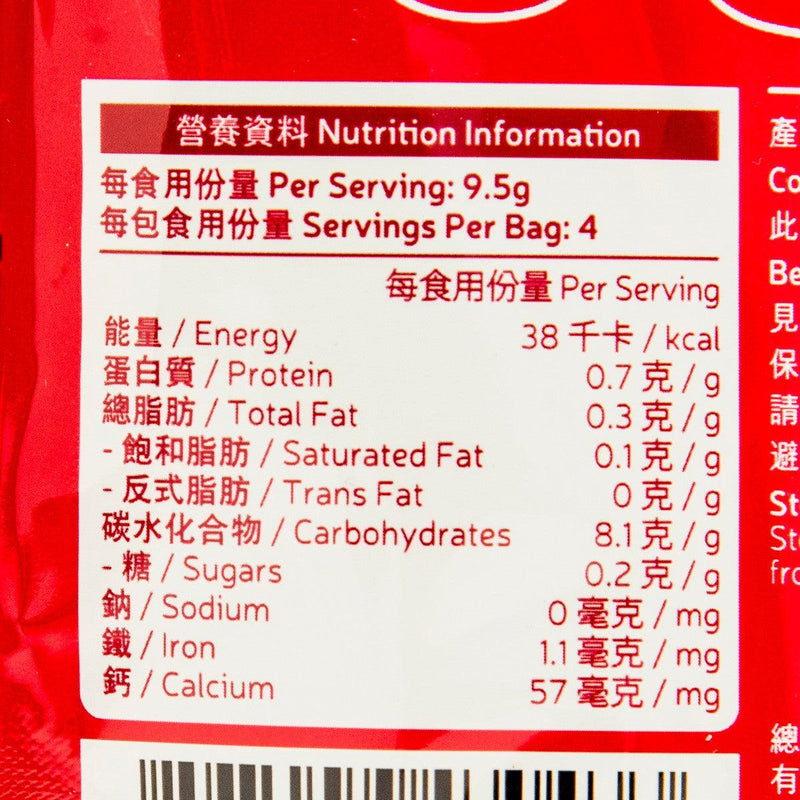 營養資料 Nutrition Information
每食用份量 Per Serving: 9.5g
每包食用份量 Servings Per Bag: 4
每食用份量 Per Serving
能量 / Energy 38 千卡 / kcal
蛋白質 / Protein 0.7 克 / g
總脂肪 / Total Fat 0.3 克 / g
- 飽和脂肪 / Saturated Fat 0.1 克 / g
- 反式脂肪 / Trans Fat 0 克 / g
碳水化合物 / Carbohydrates 8.1 克 / g
- 糖 / Sugars 0.2 克 / g
鈉 / Sodium 0 毫克 / mg
鐵 / Iron 1.1 毫克 / mg
鈣 / Calcium 57 毫克 / mg
產
Co
此
Be
見
保
請
避
St
Sto
fro
總
有